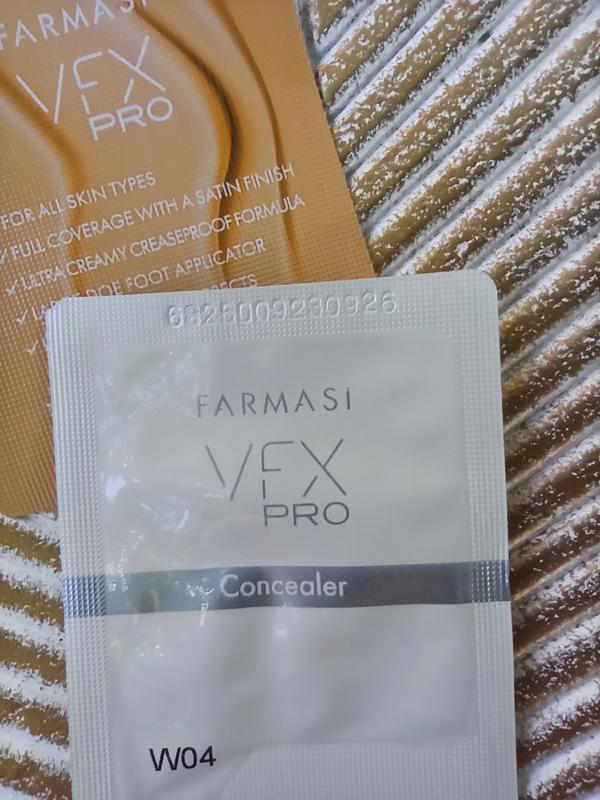 FARMASI
VFX
PRO
FOR ALL SKIN TYPES
✓ FULL COVERAGE WITH A SATIN FINISH
✓ ULTRA CREAMY CREASEPROOF FORMULA
DOE FOOT APPLICATOR
6825009230926
FARMASi
VFX
PRO
Concealer
W04